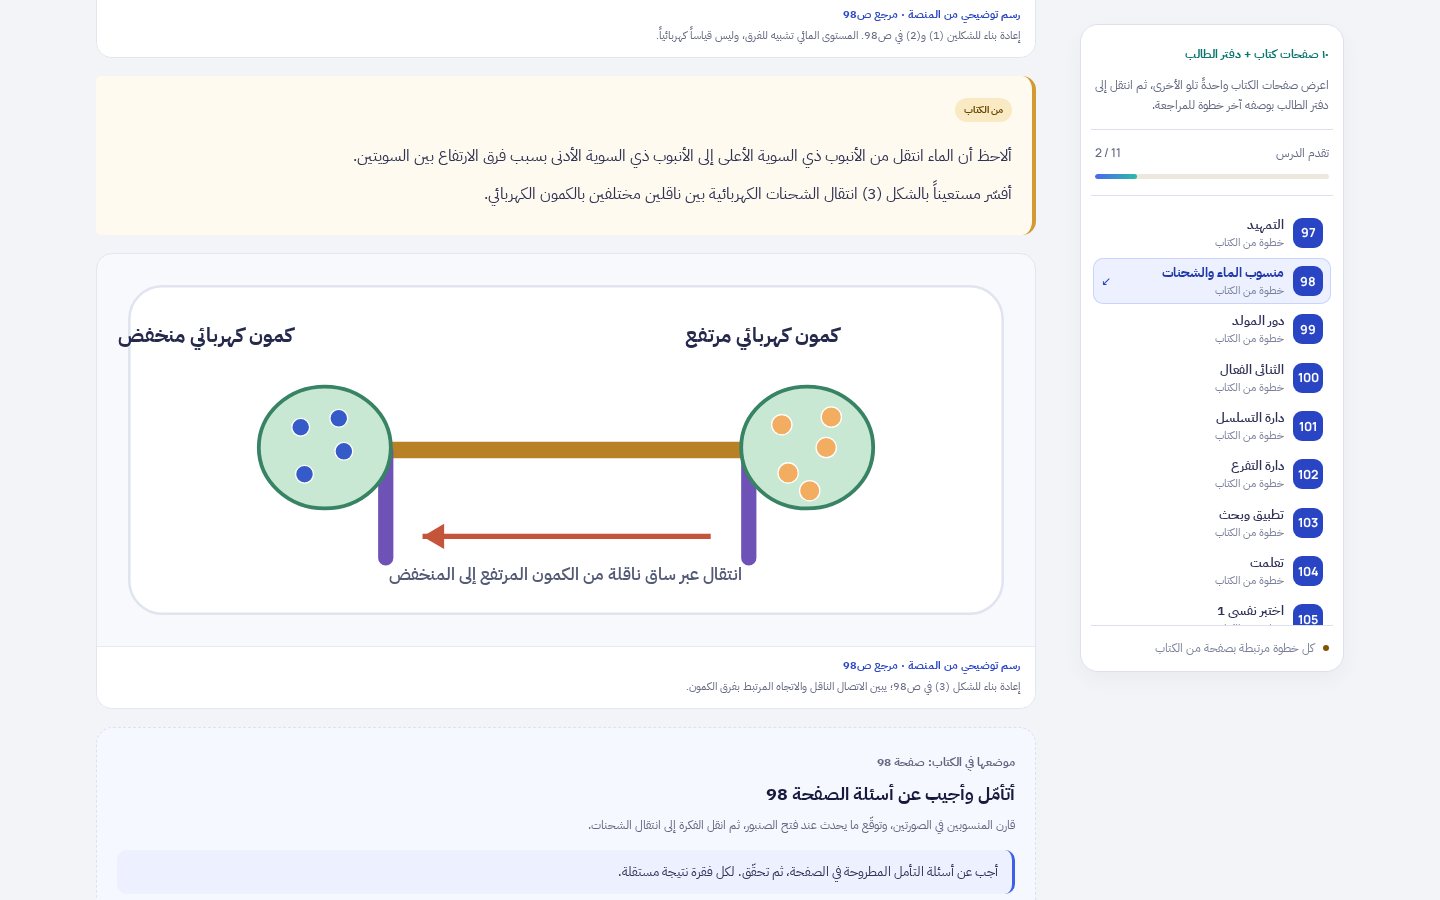 ١٠ صفحات كتاب + دفتر الطالب
اعرض صفحات الكتاب واحدةً تلو الأخرى، ثم انتقل إلى
دفتر الطالب بوصفه آخر خطوة للمراجعة.
تقدم الدرس
2 / 11
97
التمهيد
خطوة من الكتاب
98
منسوب الماء والشحنات
خطوة من الكتاب
↙
99
دور المولد
خطوة من الكتاب
100
الثنائي الفعال
خطوة من الكتاب
101
دارة التسلسل
خطوة من الكتاب
102
دارة التفرع
خطوة من الكتاب
103
تطبيق وبحث
خطوة من الكتاب
104
تعلمت
خطوة من الكتاب
105
اختبر نفسي 1
كل خطوة مرتبطة بصفحة من الكتاب
رسم توضيحي من المنصة · مرجع ص98
إعادة بناء للشكلين (1) و(2) في ص98. المستوى المائي تشبيه للفرق، وليس قياساً كهربائياً.
من الكتاب
ألاحظ أن الماء انتقل من الأنبوب ذي السوية الأعلى إلى الأنبوب ذي السوية الأدنى بسبب فرق الارتفاع بين السويتين.
أفسّر مستعيناً بالشكل (3) انتقال الشحنات الكهربائية بين ناقلين مختلفين بالكمون الكهربائي.
كمون كهربائي مرتفع
كمون كهربائي منخفض
انتقال عبر ساق ناقلة من الكمون المرتفع إلى المنخفض
رسم توضيحي من المنصة · مرجع ص98
إعادة بناء للشكل (3) في ص98؛ يبين الاتصال الناقل والاتجاه المرتبط بفرق الكمون.
موضعها في الكتاب: صفحة 98
أتأمّل وأجيب عن أسئلة الصفحة 98
قارن المنسوبين في الصورتين، وتوقّع ما يحدث عند فتح الصنبور، ثم انقل الفكرة إلى انتقال الشحنات.
أجب عن أسئلة التأمل المطروحة في الصفحة، ثم تحقّق. لكل فقرة نتيجة مستقلة.